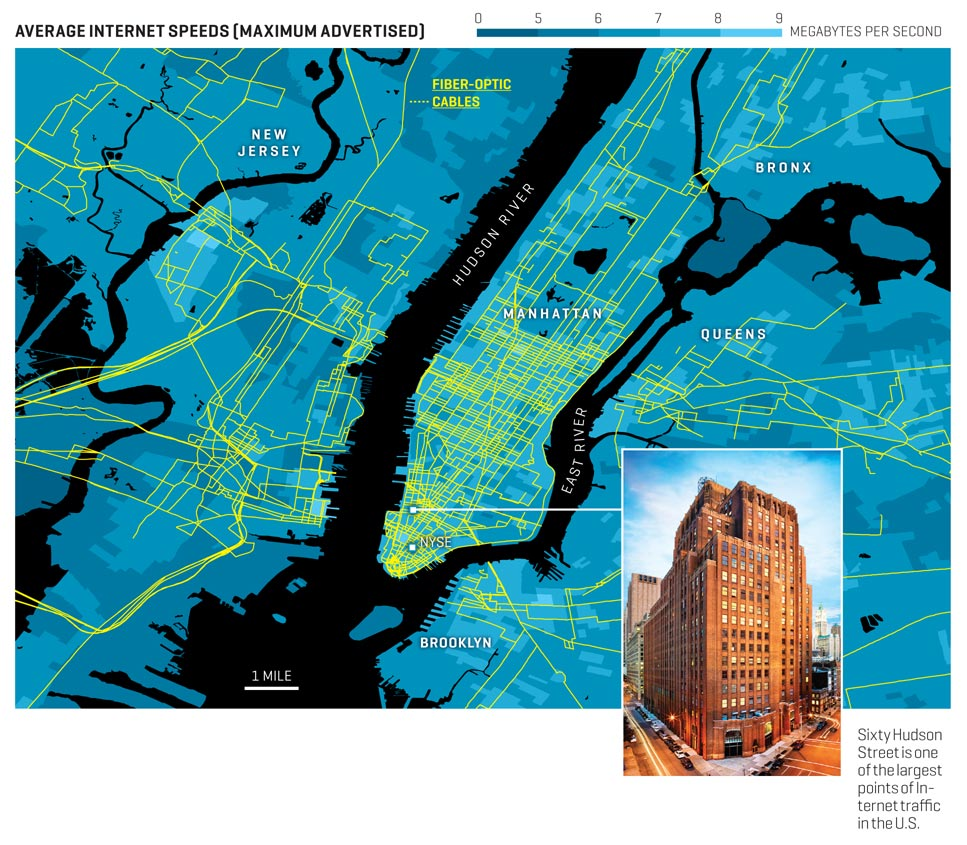 AVERAGE INTERNET SPEEDS (MAXIMUM ADVERTISED)
0 5 6 7 8 9
MEGABYTES PER SECOND
FIBER-OPTIC
CABLES
NEW
JERSEY
BRONX
HUDSON RIVER
MANHATTAN
QUEENS
EAST RIVER
NYSE
BROOKLYN
1 MILE
Sixty Hudson
Street is one
of the largest
points of In-
ternet traffic
in the U.S.